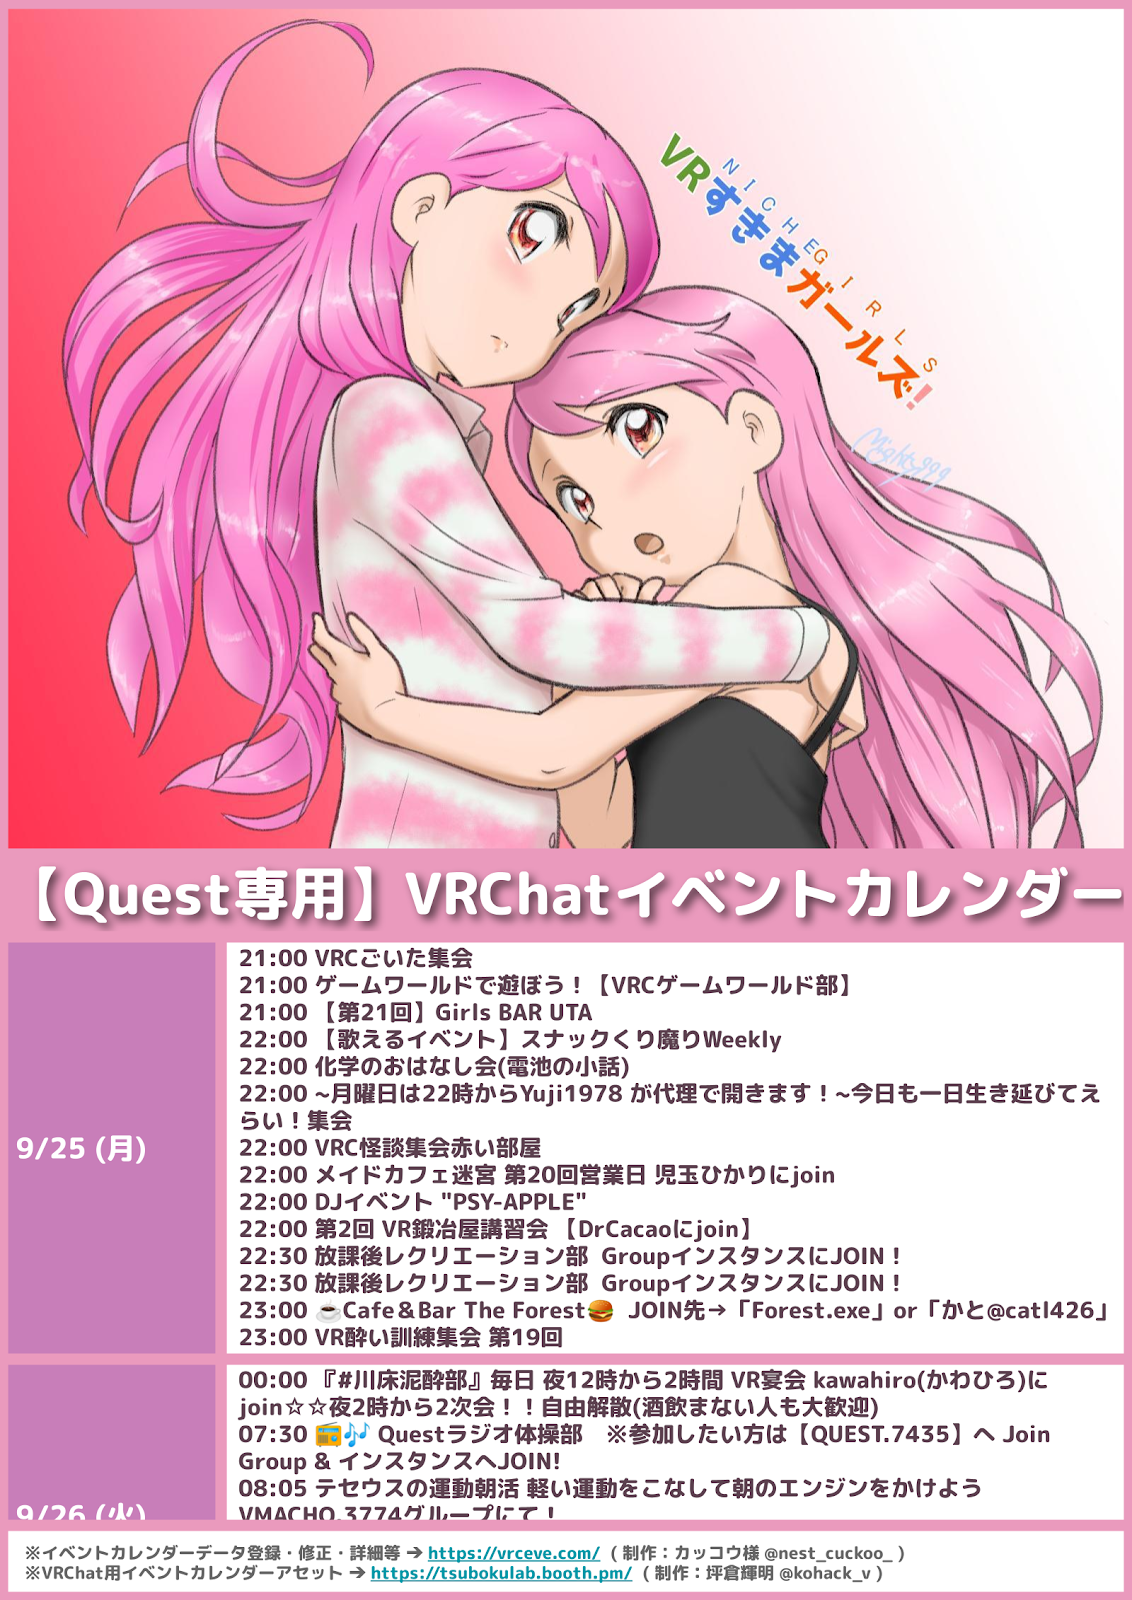 VRすきまガールズ!
NICHEGIRLS
Mighty999
【Quest専用】VRChatイベントカレンダー
9/25 (月)
21:00 VRCごいた集会
21:00 ゲームワールドで遊ぼう！【VRCゲームワールド部】
21:00 【第21回】Girls BAR UTA
22:00 【歌えるイベント】スナックくり魔りWeekly
22:00 化学のおはなし会(電池の小話)
22:00 ~月曜日は22時からYuji1978 が代理で開きます！~今日も一日生き延びてえ
らい！集会
22:00 VRC怪談集会赤い部屋
22:00 メイドカフェ迷宮 第20回営業日 児玉ひかりにjoin
22:00 DJイベント "PSY-APPLE"
22:00 第2回 VR鍛冶屋講習会 【DrCacaoにjoin】
22:30 放課後レクリエーション部 GroupインスタンスにJOIN！
22:30 放課後レクリエーション部 GroupインスタンスにJOIN！
23:00 ☕Cafe＆Bar The Forest🍔 JOIN先→「Forest.exe」or「かと@catl426」
23:00 VR酔い訓練集会 第19回
9/26 (火)
00:00 『#川床泥酔部』毎日 夜12時から2時間 VR宴会 kawahiro(かわひろ)に
join☆☆夜2時から2次会！！自由解散(酒飲まない人も大歓迎)
07:30 📻🎶 Questラジオ体操部　※参加したい方は【QUEST.7435】へ Join
Group & インスタンスへJOIN!
08:05 テセウスの運動朝活 軽い運動をこなして朝のエンジンをかけよう
VMACHO.3774グループにて！
※イベントカレンダーデータ登録・修正・詳細等 ➔ https://vrceve.com/ ( 制作：カッコウ様 @nest_cuckoo_ )
※VRChat用イベントカレンダーアセット ➔ https://tsubokulab.booth.pm/ ( 制作：坪倉輝明 @kohack_v )